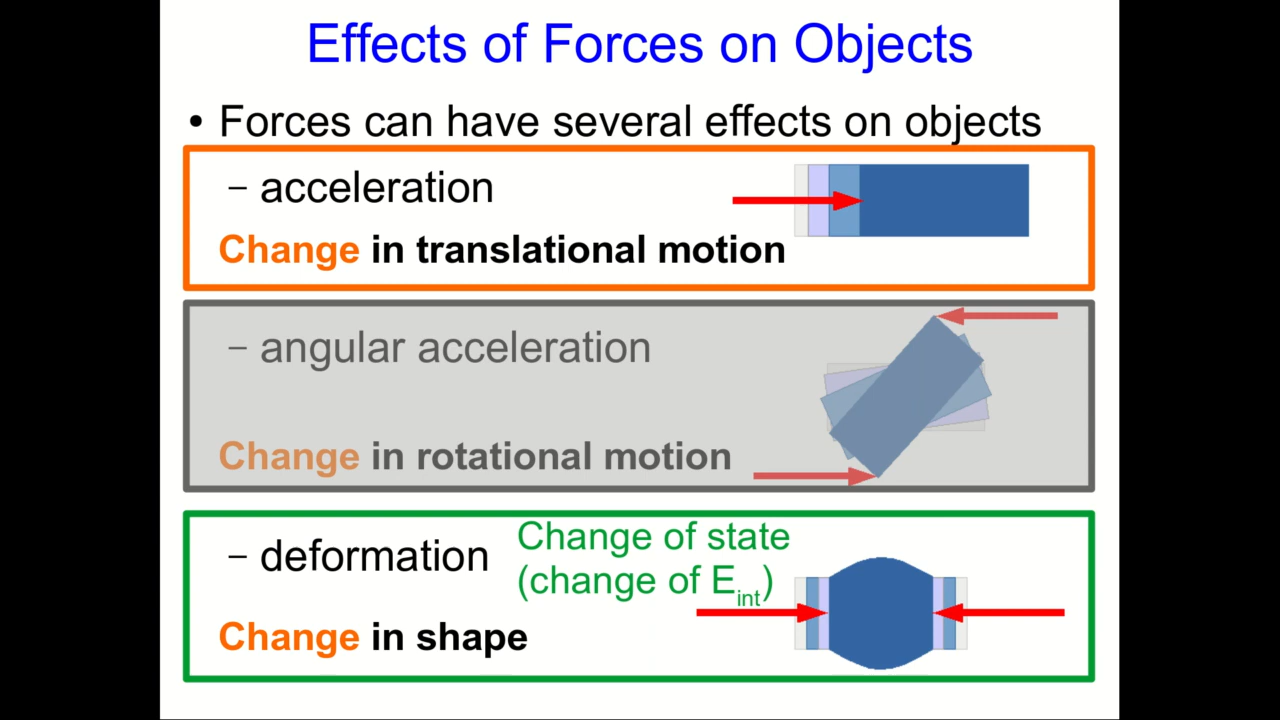 Effects of Forces on Objects
• Forces can have several effects on objects
– acceleration
Change in translational motion
– angular acceleration
Change in rotational motion
– deformation
Change of state
(change of Eint)
Change in shape